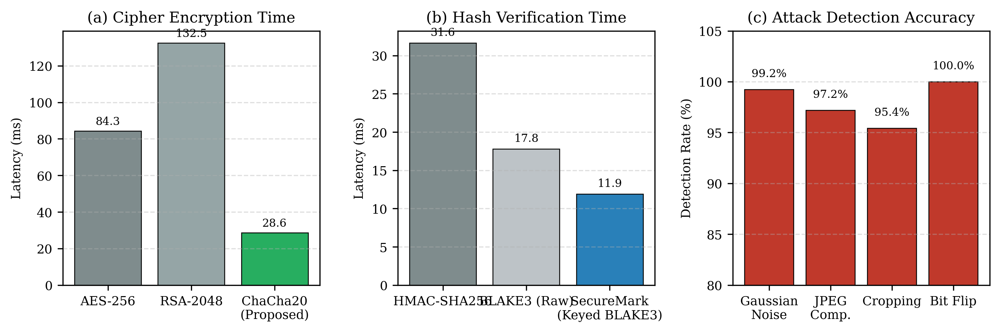 (a) Cipher Encryption Time
132.5
84.3
28.6
120
100
80
60
40
20
0
Latency (ms)
AES-256
RSA-2048
ChaCha20
(Proposed)
(b) Hash Verification Time
31.6
17.8
11.9
30
25
20
15
10
5
0
Latency (ms)
HMAC-SHA256
BLAKE3 (Raw)
SecureMark
(Keyed BLAKE3)
(c) Attack Detection Accuracy
99.2%
97.2%
95.4%
100.0%
105
100
95
90
85
80
Detection Rate (%)
Gaussian
Noise
JPEG
Comp.
Cropping
Bit Flip